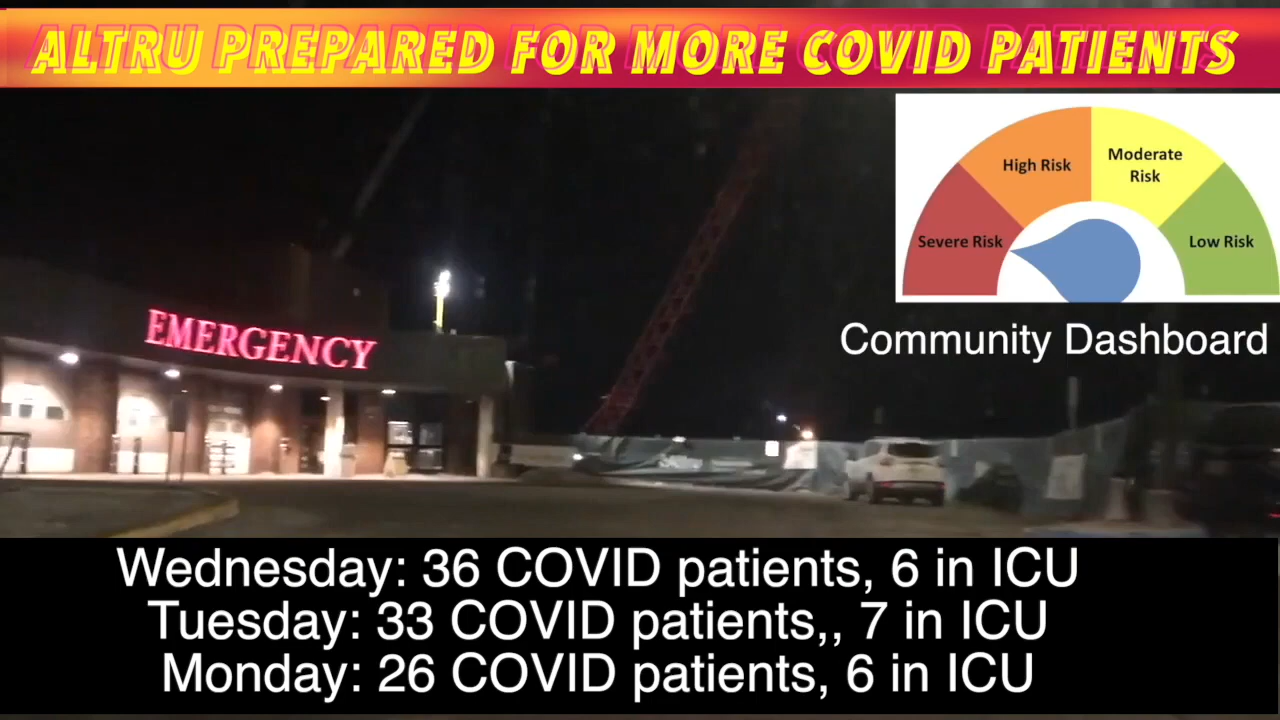 ALTRU PREPARED FOR MORE COVID PATIENTS
High Risk
Moderate
Risk
Severe Risk
Low Risk
Community Dashboard
EMERGENCY
Wednesday: 36 COVID patients, 6 in ICU
Tuesday: 33 COVID patients,, 7 in ICU
Monday: 26 COVID patients, 6 in ICU